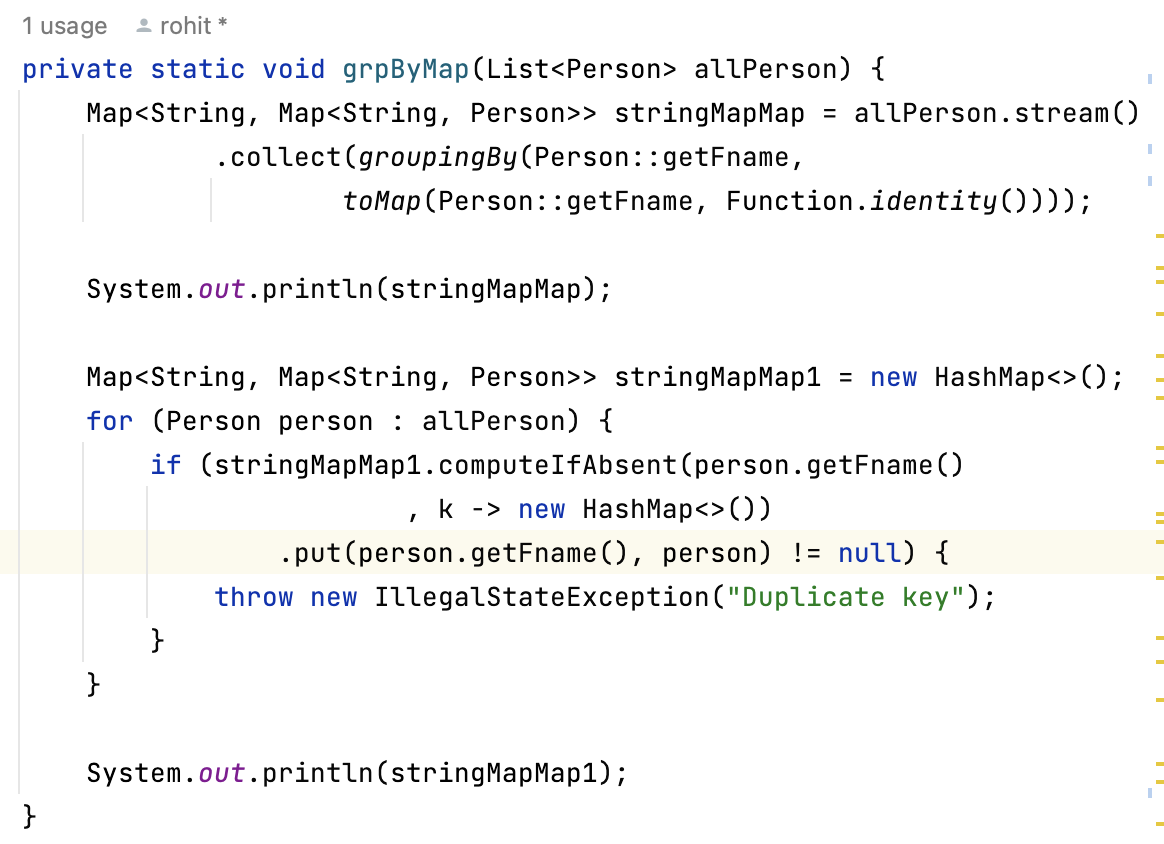 1 usage rohit *
private static void grpByMap(List<Person> allPerson) {
    Map<String, Map<String, Person>> stringMapMap = allPerson.stream()
            .collect(groupingBy(Person::getFname,
                    toMap(Person::getFname, Function.identity())));
    System.out.println(stringMapMap);
    Map<String, Map<String, Person>> stringMapMap1 = new HashMap<>();
    for (Person person : allPerson) {
        if (stringMapMap1.computeIfAbsent(person.getFname()
                        , k -> new HashMap<>())
                .put(person.getFname(), person) != null) {
            throw new IllegalStateException("Duplicate key");
        }
    }
    System.out.println(stringMapMap1);
}